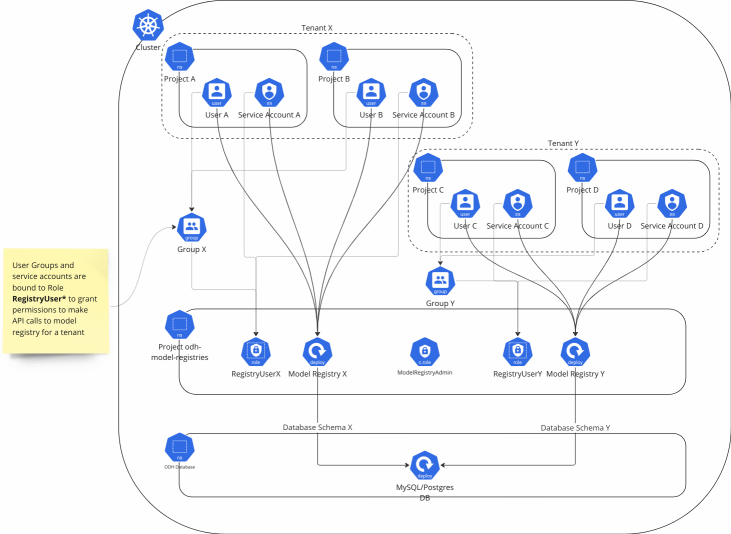 Cluster
Tenant X
ns
Project A
user
User A
sa
Service Account A
ns
Project B
user
User B
sa
Service Account B
Tenant Y
ns
Project C
user
User C
sa
Service Account C
ns
Project D
user
User D
sa
Service Account D
group
Group X
group
Group Y
User Groups and
service accounts are
bound to Role
RegistryUser* to grant
permissions to make
API calls to model
registry for a tenant
ns
Project odh-
model-registries
role
RegistryUserX
deploy
Model Registry X
c.role
ModelRegistryAdmin
role
RegistryUserY
deploy
Model Registry Y
Database Schema X
Database Schema Y
ns
ODH Database
deploy
MySQL/Postgres
DB